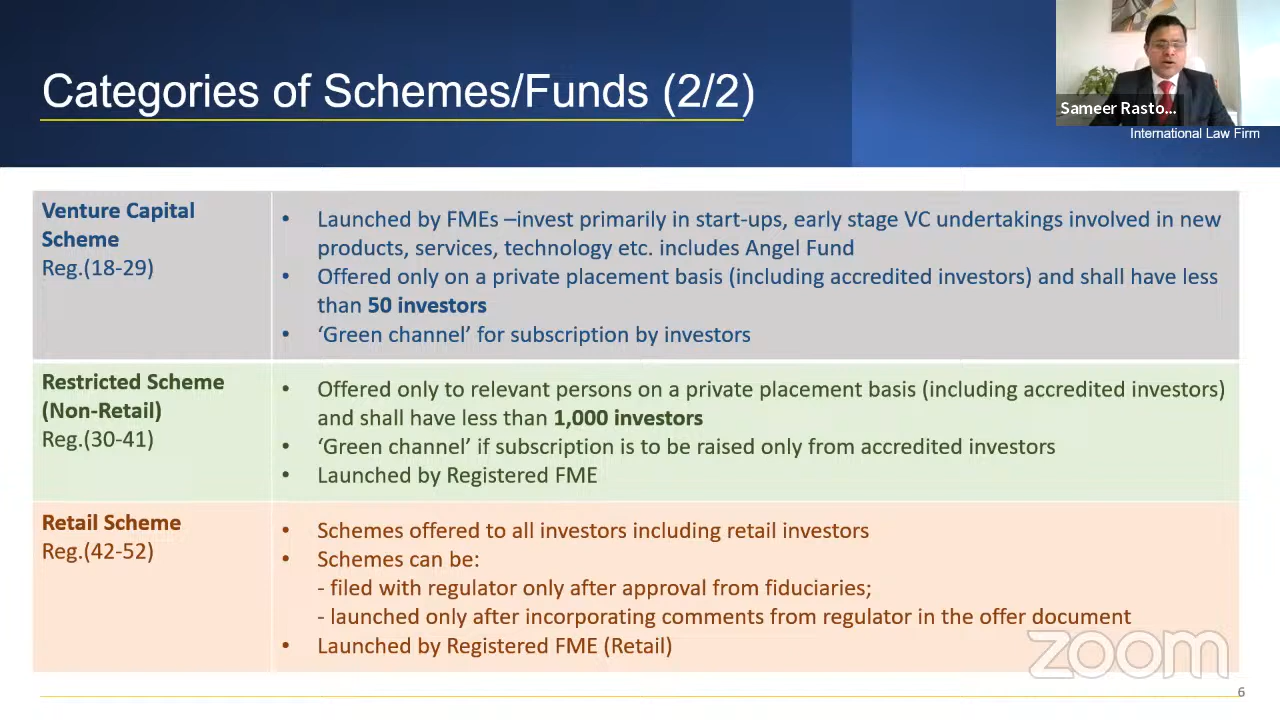 Categories of Schemes/Funds (2/2)
Sameer Rasto...
International Law Firm
Venture Capital
Scheme
Reg.(18-29)
• Launched by FMEs –invest primarily in start-ups, early stage VC undertakings involved in new
products, services, technology etc. includes Angel Fund
• Offered only on a private placement basis (including accredited investors) and shall have less
than 50 investors
• ‘Green channel’ for subscription by investors
Restricted Scheme
(Non-Retail)
Reg.(30-41)
• Offered only to relevant persons on a private placement basis (including accredited investors)
and shall have less than 1,000 investors
• ‘Green channel’ if subscription is to be raised only from accredited investors
• Launched by Registered FME
Retail Scheme
Reg.(42-52)
• Schemes offered to all investors including retail investors
• Schemes can be:
- filed with regulator only after approval from fiduciaries;
- launched only after incorporating comments from regulator in the offer document
• Launched by Registered FME (Retail)
zoom
6